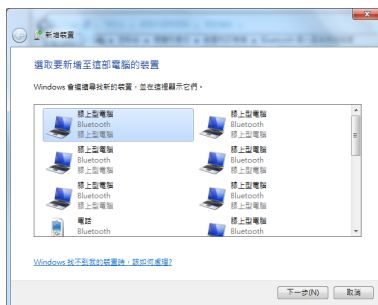 新增裝置
選取要新增至這部電腦的裝置
Windows 會繼續尋找新的裝置，並在這裡顯示它們。
膝上型電腦
Bluetooth
膝上型電腦
膝上型電腦
Bluetooth
膝上型電腦
膝上型電腦
Bluetooth
膝上型電腦
膝上型電腦
Bluetooth
膝上型電腦
膝上型電腦
Bluetooth
膝上型電腦
膝上型電腦
Bluetooth
膝上型電腦
電話
Bluetooth
膝上型電腦
Bluetooth
Windows 找不到我的裝置時，該如何處理?
下一步(N)
取消